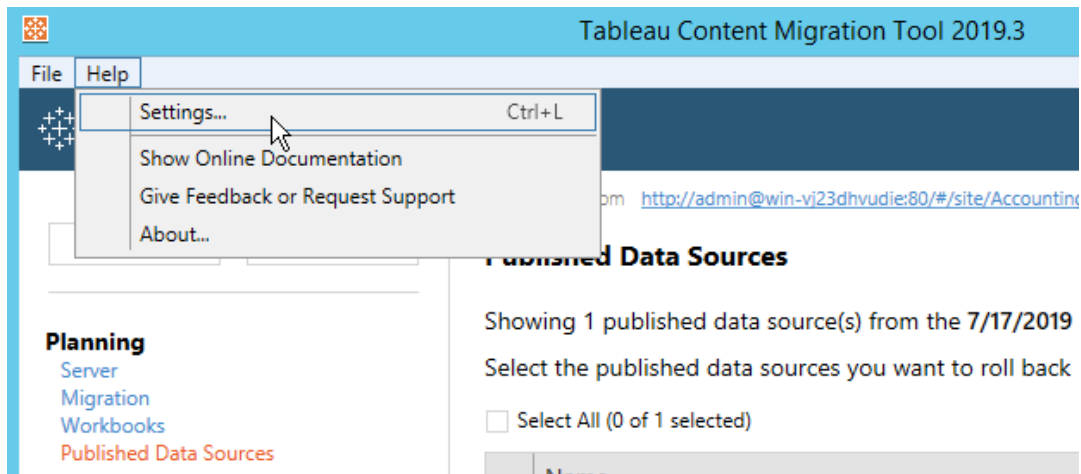 Tableau Content Migration Tool 2019.3
File Help
Settings... Ctrl+L
Show Online Documentation
Give Feedback or Request Support
About...
http://admin@win-vj23dhvudie:80/#/site/Accounting
Published Data Sources
Showing 1 published data source(s) from the 7/17/2019
Select the published data sources you want to roll back
Select All (0 of 1 selected)
Name
Planning
Server
Migration
Workbooks
Published Data Sources